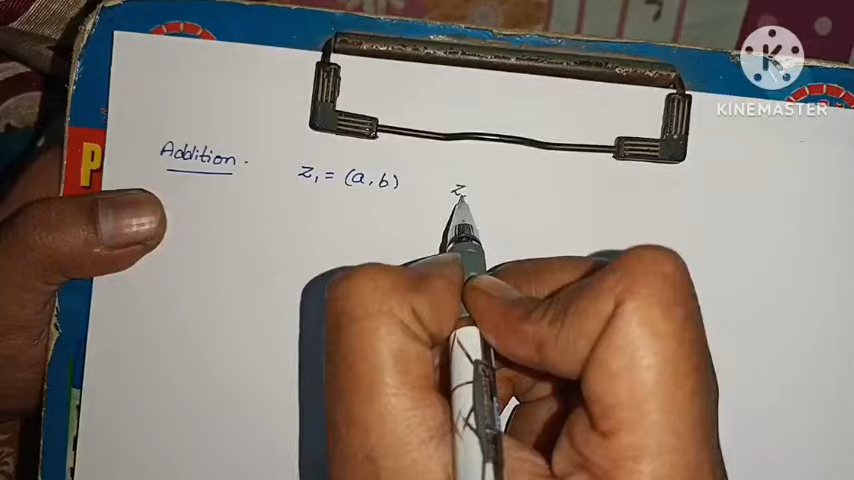 Addition.
z₁ = (a, b) z
P
KINEMASTER